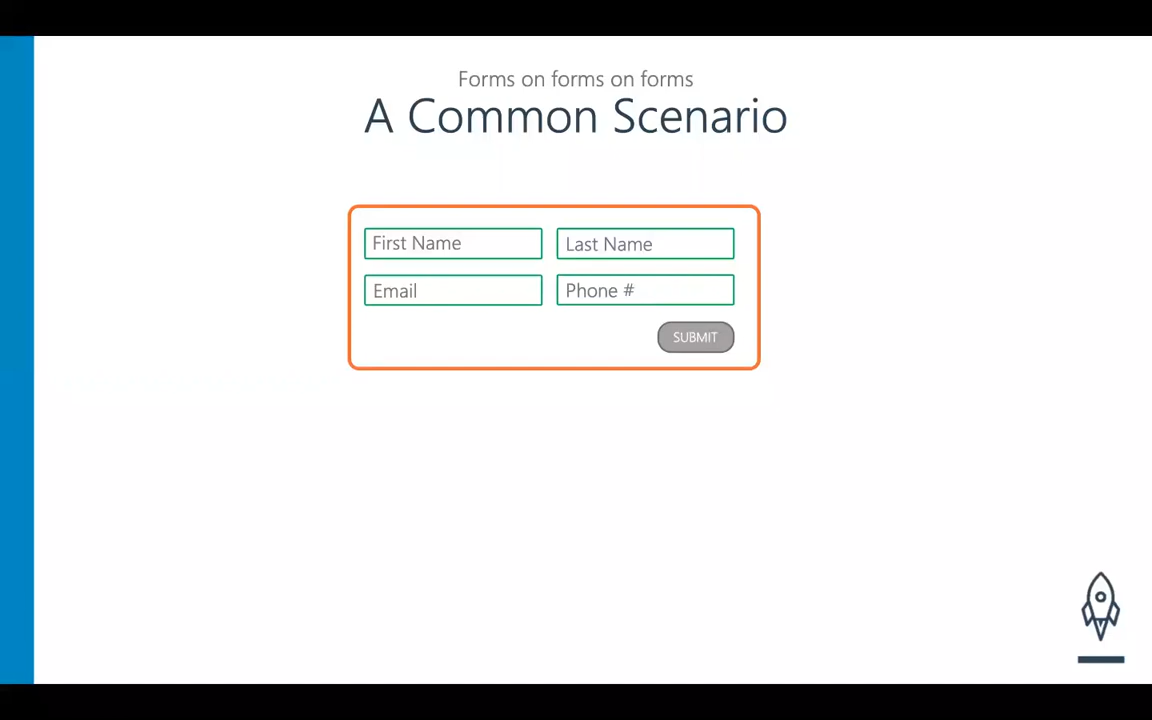 Forms on forms on forms
A Common Scenario
First Name
Last Name
Email
Phone #
SUBMIT